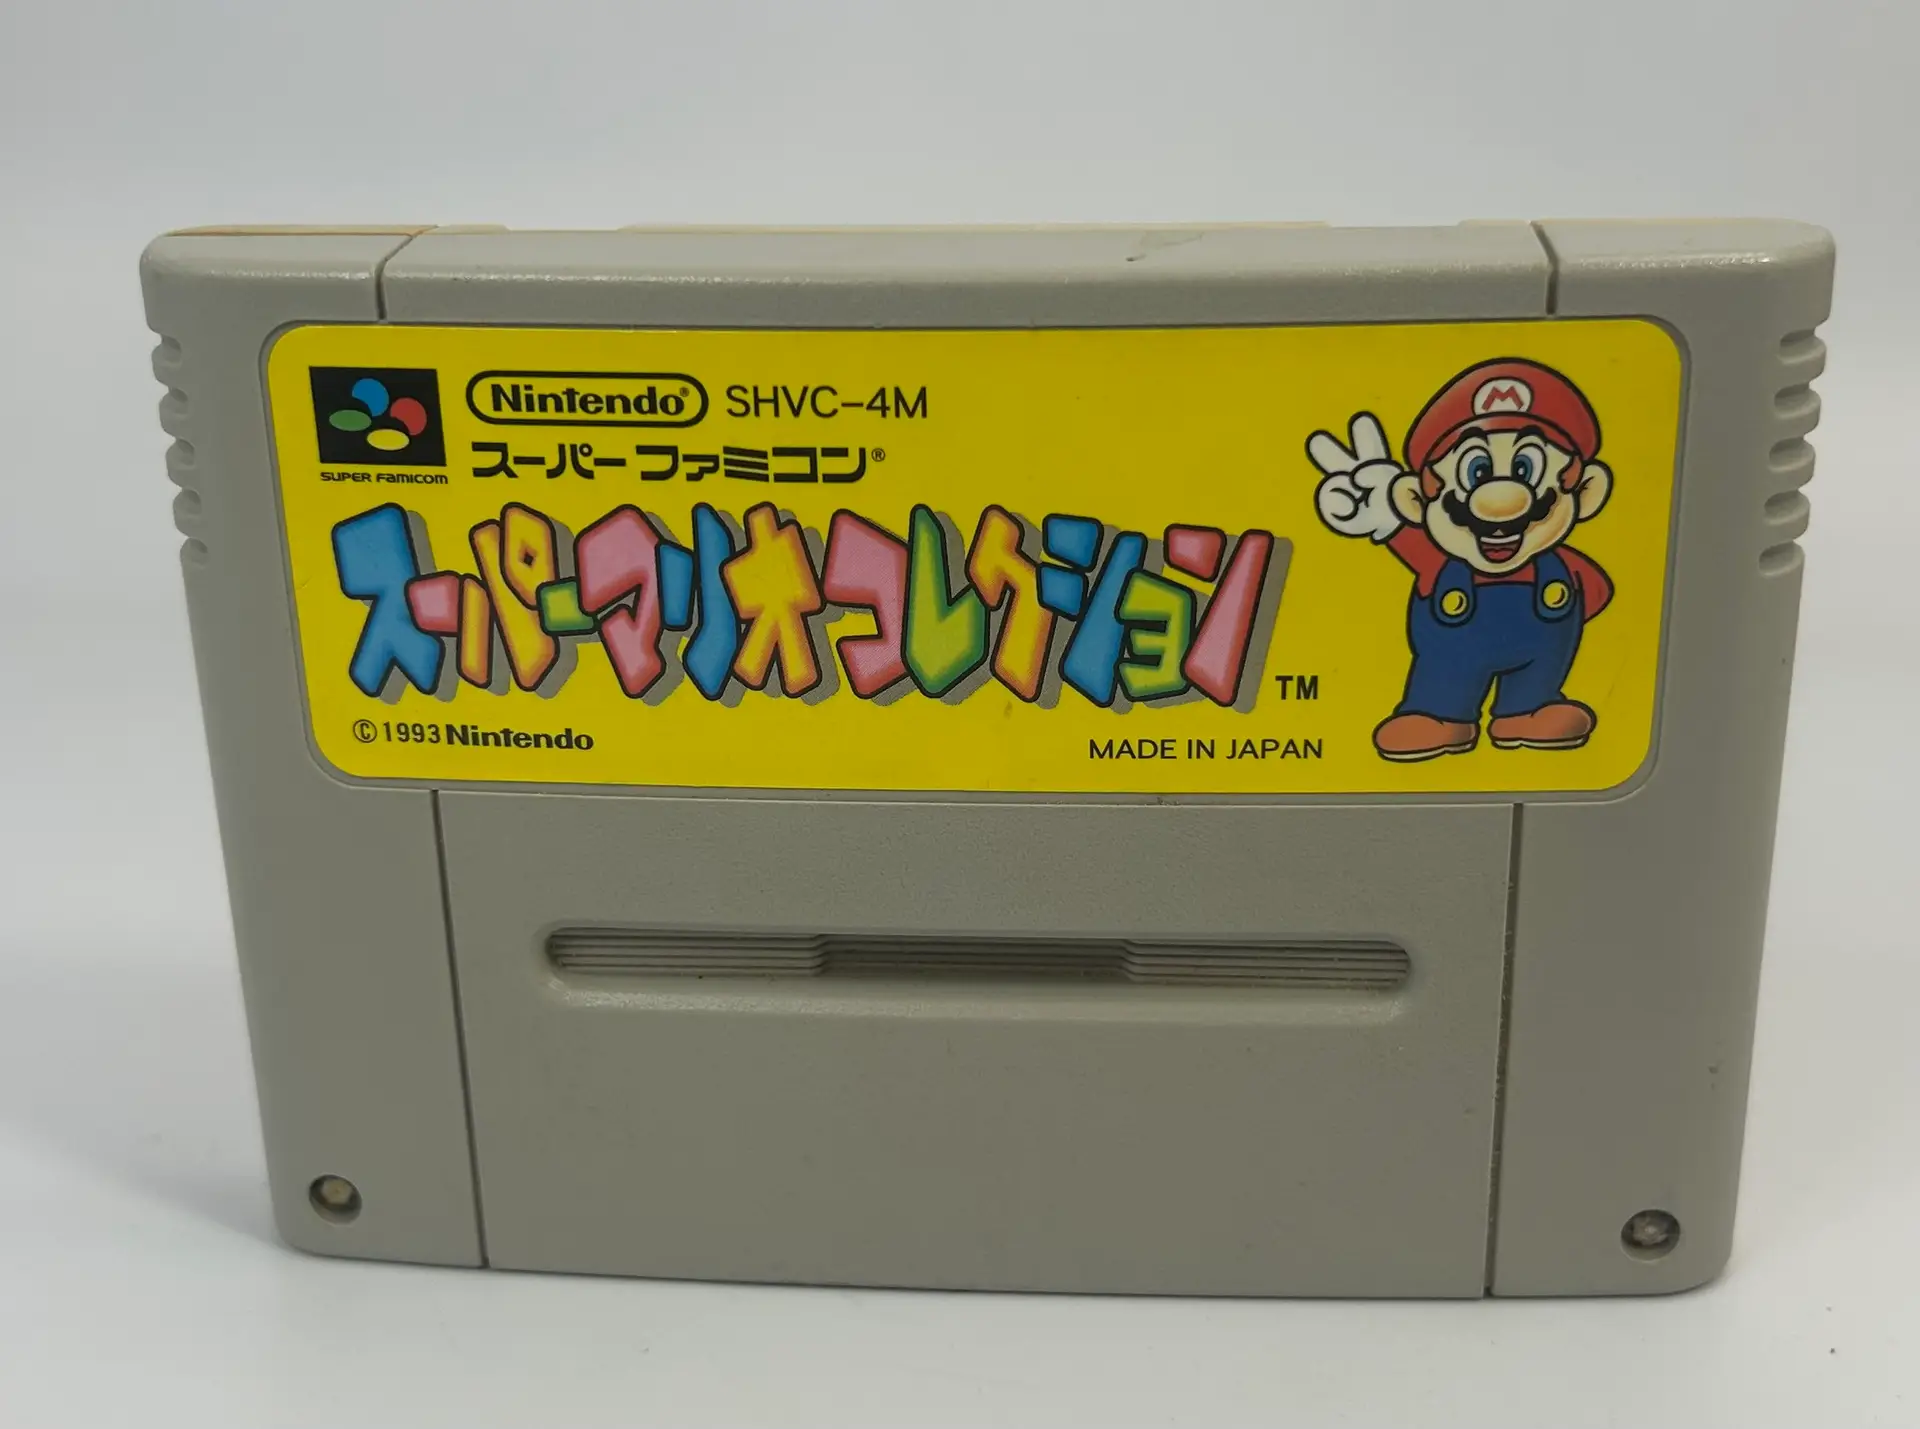 Nintendo® SHVC-4M
スーパーファミコン®
SUPER FAMICOM
スーパーマリオコレクション TM
©1993 Nintendo
MADE IN JAPAN
M